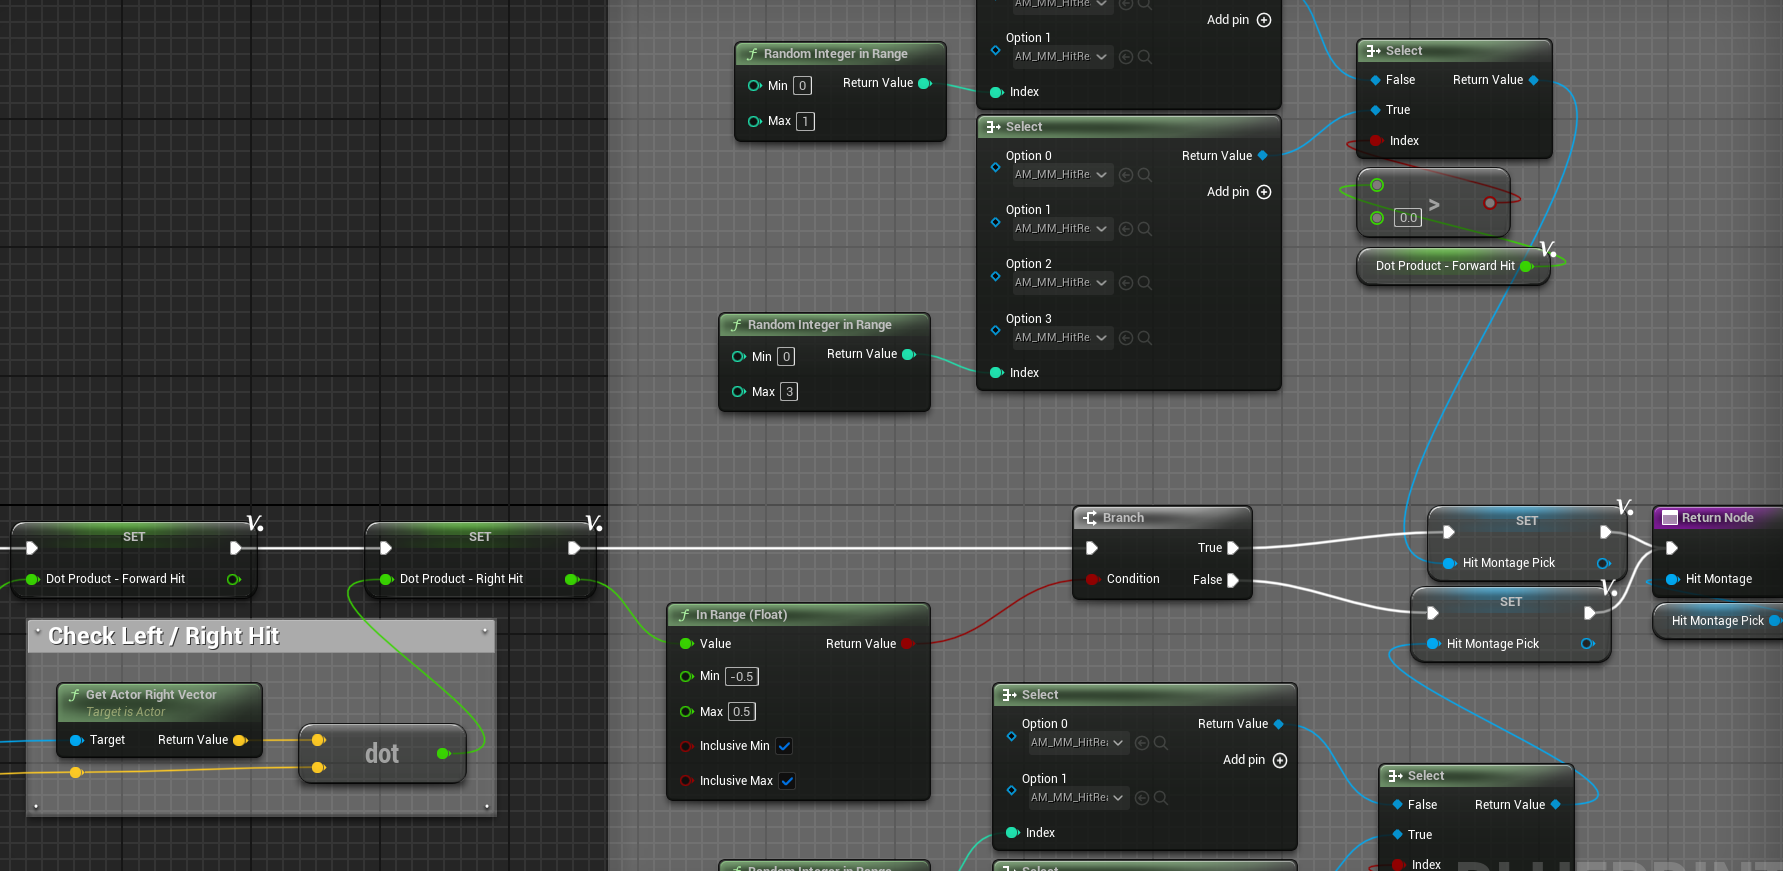 AM_MM_HitRe
Add pin
Option 1
AM_MM_HitRe
Index
Random Integer in Range
Min 0
Return Value
Max 1
Select
False
Return Value
True
Index
Select
Option 0
Return Value
AM_MM_HitRe
Add pin
Option 1
AM_MM_HitRe
Option 2
AM_MM_HitRe
Option 3
AM_MM_HitRe
Index
0.0
>
Dot Product - Forward Hit
Random Integer in Range
Min 0
Return Value
Max 3
SET
Dot Product - Forward Hit
SET
Dot Product - Right Hit
Branch
True
Condition
False
SET
Hit Montage Pick
SET
Hit Montage Pick
Return Node
Hit Montage
Hit Montage Pick
In Range (Float)
Value
Return Value
Min -0.5
Max 0.5
Inclusive Min
Inclusive Max
Check Left / Right Hit
Get Actor Right Vector
Target is Actor
Target
Return Value
dot
Select
Option 0
Return Value
AM_MM_HitRea
Add pin
Option 1
AM_MM_HitRea
Index
Select
False
Return Value
True
Index
Random Integer in Range
Select